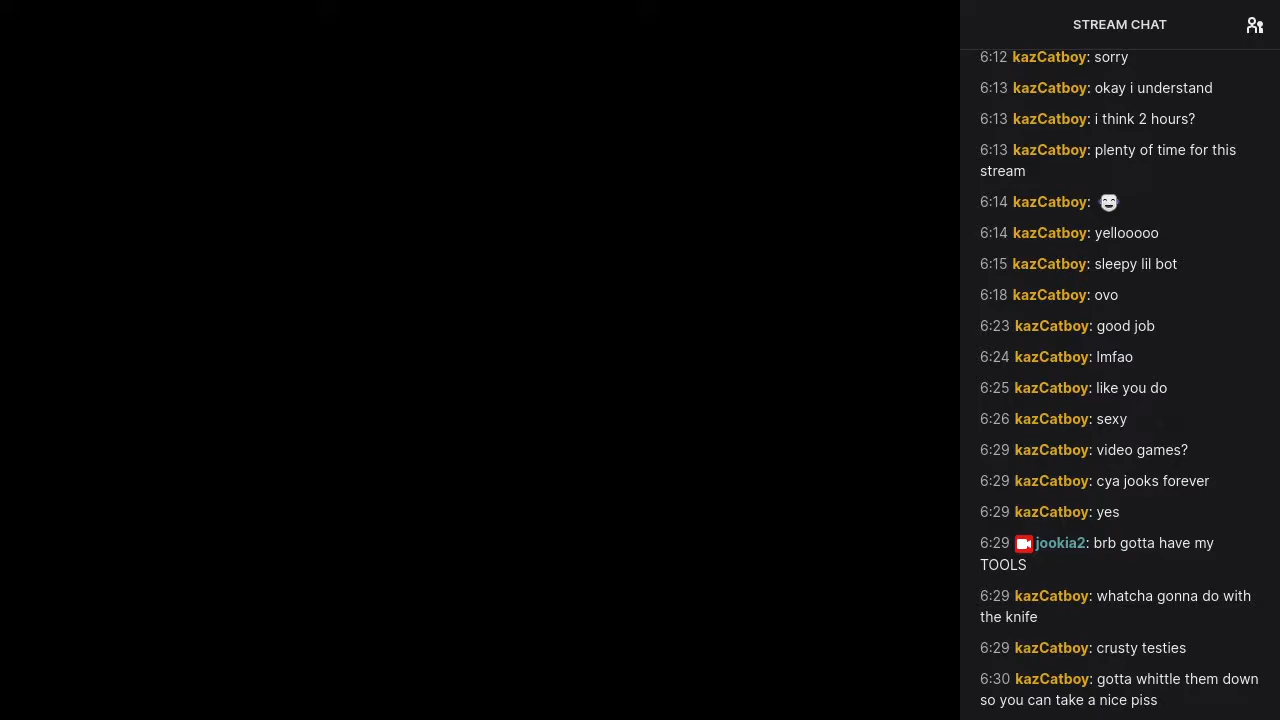 STREAM CHAT
6:12 kazCatboy: sorry
6:13 kazCatboy: okay i understand
6:13 kazCatboy: i think 2 hours?
6:13 kazCatboy: plenty of time for this
stream
6:14 kazCatboy:
6:14 kazCatboy: yellooooo
6:15 kazCatboy: sleepy lil bot
6:18 kazCatboy: ovo
6:23 kazCatboy: good job
6:24 kazCatboy: lmfao
6:25 kazCatboy: like you do
6:26 kazCatboy: sexy
6:29 kazCatboy: video games?
6:29 kazCatboy: cya jooks forever
6:29 kazCatboy: yes
6:29 jookia2: brb gotta have my
TOOLS
6:29 kazCatboy: whatcha gonna do with
the knife
6:29 kazCatboy: crusty testies
6:30 kazCatboy: gotta whittle them down
so you can take a nice piss